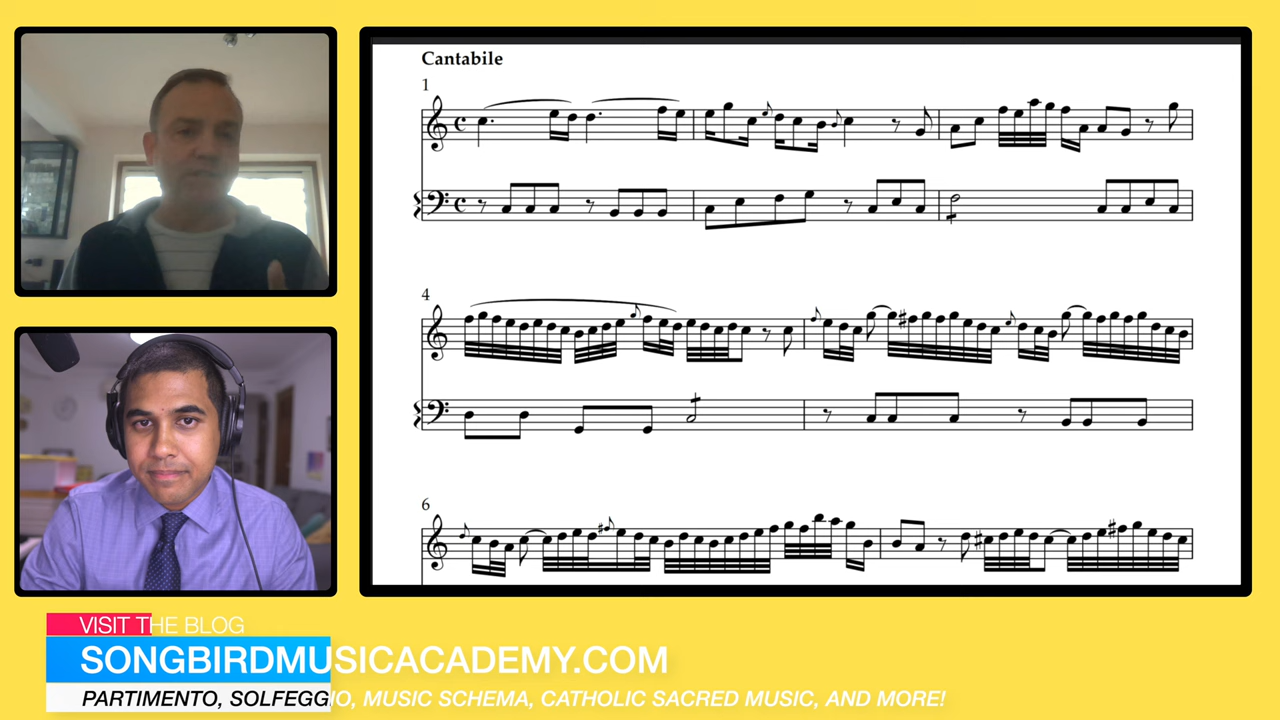 Cantabile
1
4
6
VISIT THE BLOG
SONGBIRDMUSICACADEMY.COM
PARTIMENTO, SOLFEGGIO, MUSIC SCHEMA, CATHOLIC SACRED MUSIC, AND MORE!